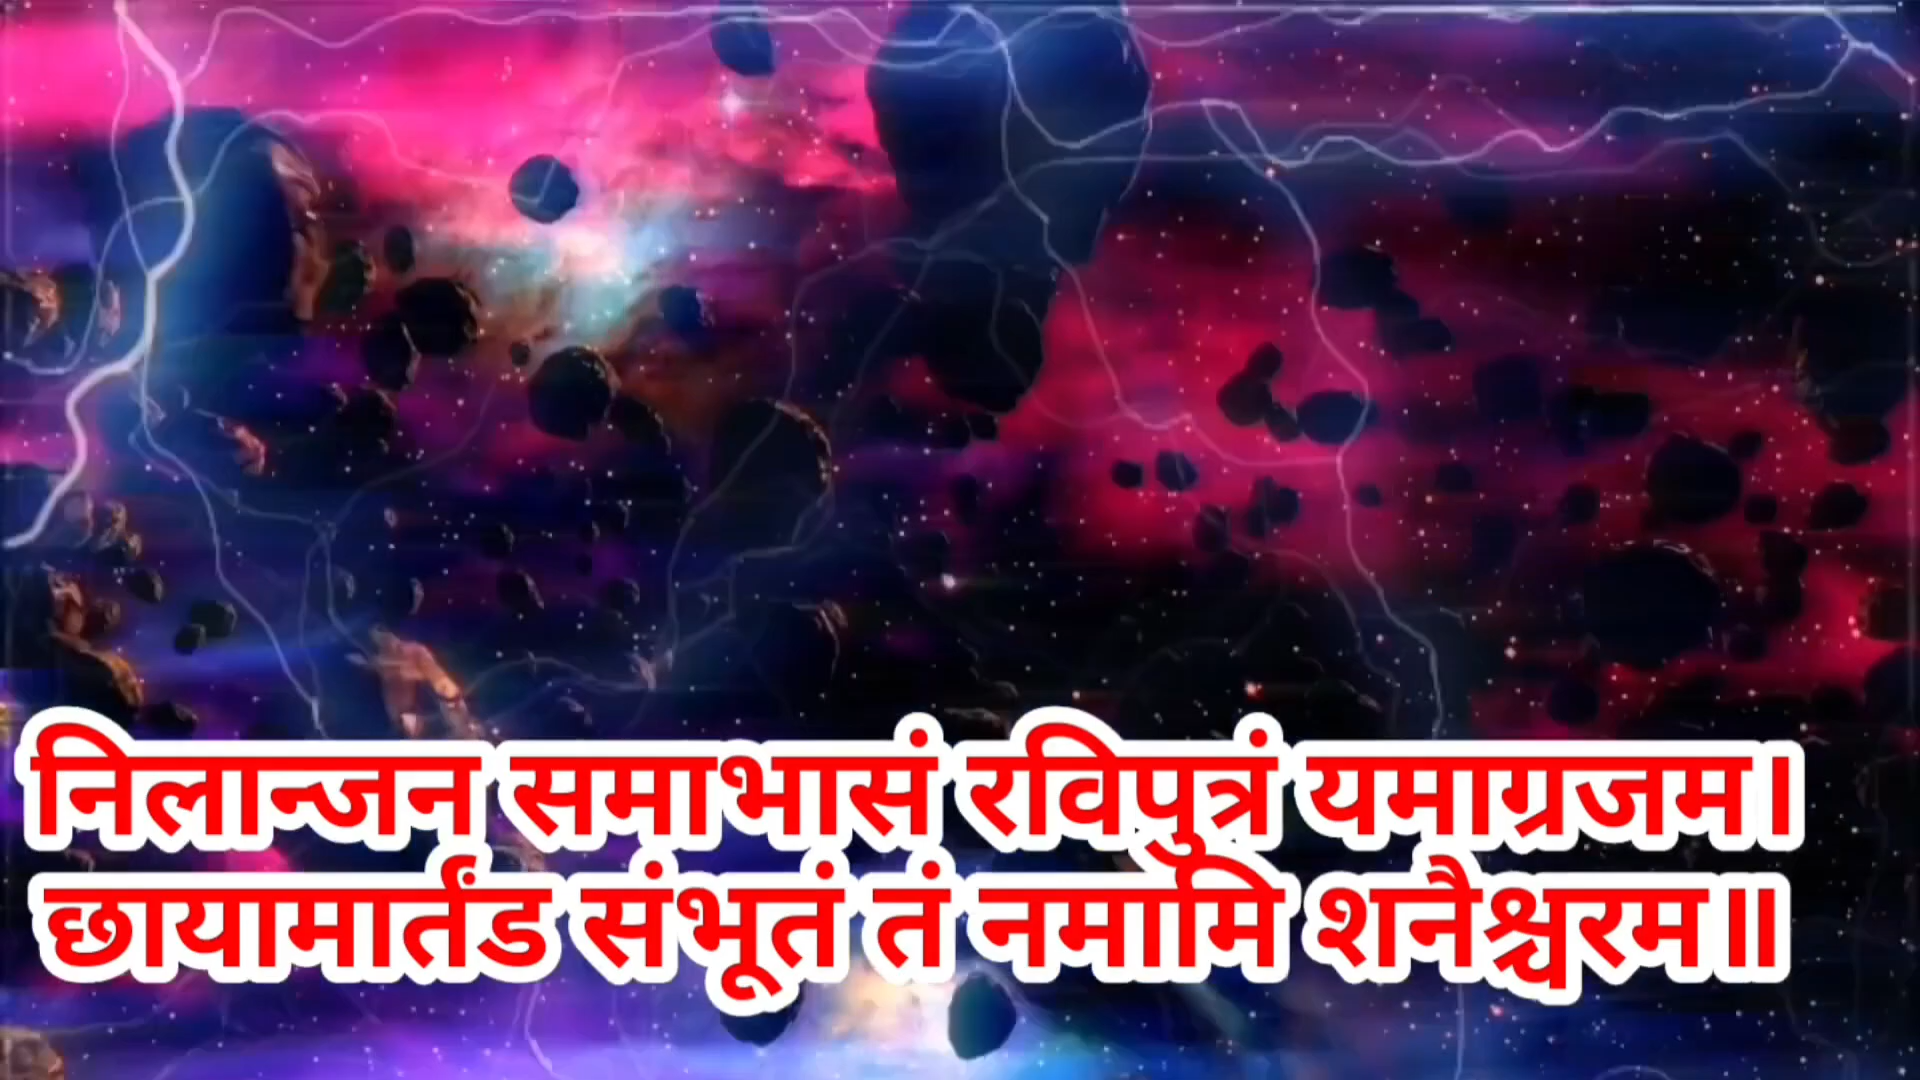 निलान्जन समाभासं रविपुत्रं यमाग्रजम।
छायामार्तंड संभूतं तं नमामि शनैश्चरम॥